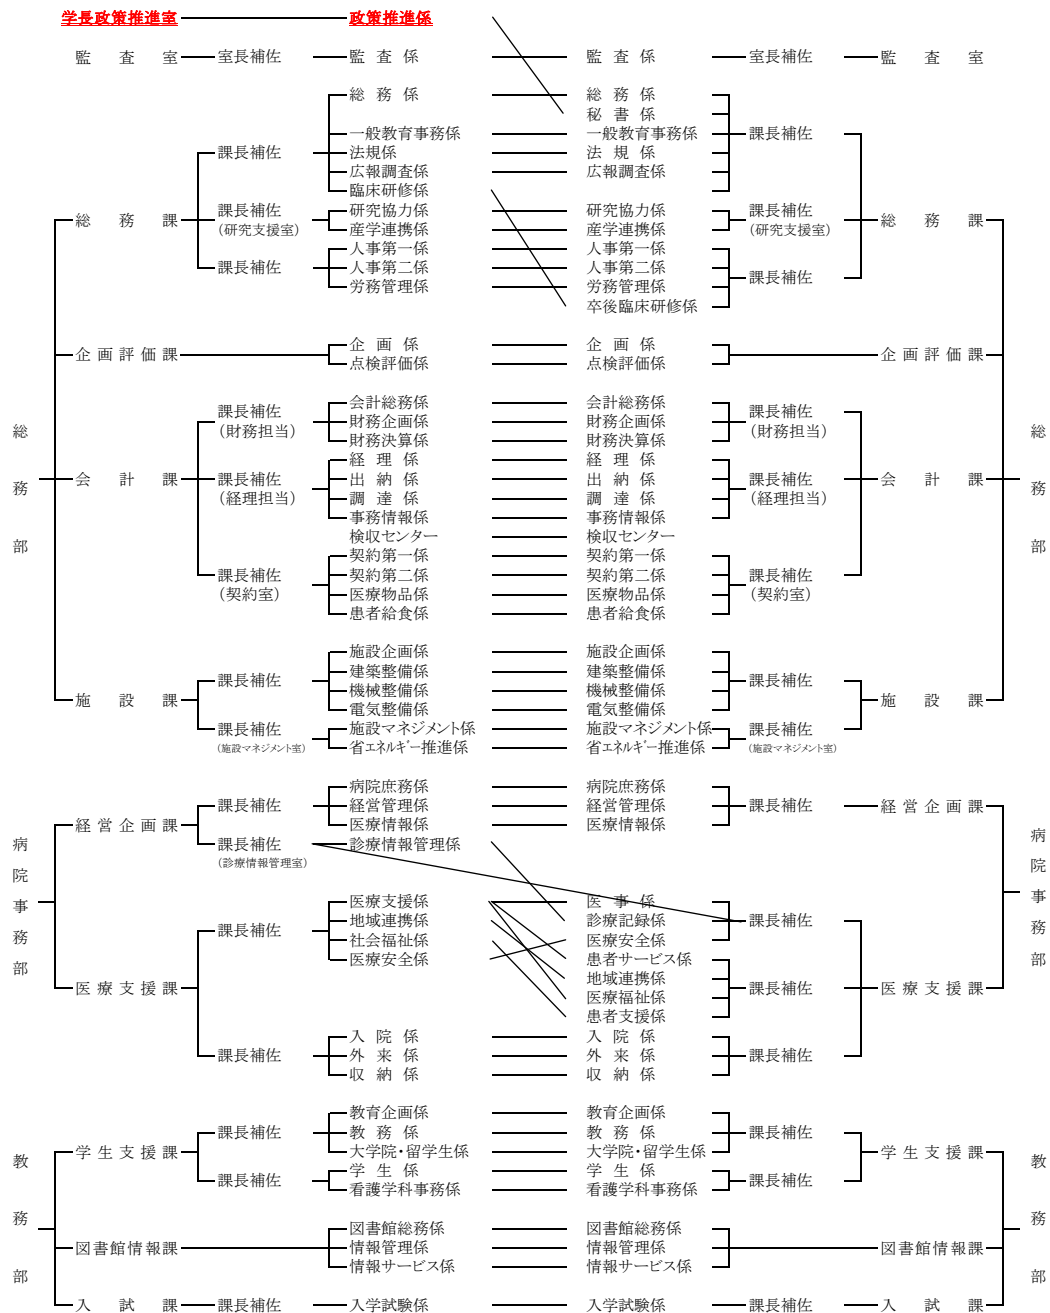 学長政策推進室 政策推進係
監査室 室長補佐 監査係 監査係 室長補佐 監査室
総務係 総務係
秘書係
一般教育事務係 一般教育事務係 課長補佐
課長補佐 法規係 法規係
広報調査係 広報調査係
臨床研修係
課長補佐 研究協力係 研究協力係 課長補佐
総務課 (研究支援室) 産学連携係 産学連携係 (研究支援室) 総務課
人事第一係 人事第一係
課長補佐 人事第二係 人事第二係 課長補佐
労務管理係 労務管理係
卒後臨床研修係
企画係 企画係
企画評価課 企画評価課
点検評価係 点検評価係
会計総務係 会計総務係
課長補佐 課長補佐
財務企画係 財務企画係
総務部 (財務担当) (財務担当) 総務部
財務決算係 財務決算係
経理係 経理係
会計課 課長補佐 出納係 出納係 課長補佐 会計課
(経理担当) 調達係 調達係 (経理担当)
事務情報係 事務情報係
検収センター 検収センター
契約第一係 契約第一係
課長補佐 契約第二係 契約第二係 課長補佐
(契約室) 医療物品係 医療物品係 (契約室)
患者給食係 患者給食係
施設企画係 施設企画係
建築整備係 建築整備係
課長補佐 課長補佐
機械整備係 機械整備係
施設課 施設課
電気整備係 電気整備係
課長補佐 施設マネジメント係 施設マネジメント係 課長補佐
(施設マネジメント室) 省エネルギー推進係 省エネルギー推進係 (施設マネジメント室)
病院庶務係 病院庶務係
課長補佐 経営管理係 経営管理係 課長補佐 経営企画課
経営企画課 医療情報係 医療情報係
課長補佐 診療情報管理係
(診療情報管理室)
病院事務部 病院事務部
医療支援係 医事係
地域連携係 診療記録係 課長補佐
課長補佐
社会福祉係 医療安全係
医療安全係 患者サービス係
地域連携係
医療支援課 医療福祉係 課長補佐 医療支援課
患者支援係
入院係 入院係
課長補佐 外来係 外来係 課長補佐
収納係 収納係
教育企画係 教育企画係
課長補佐 教務係 教務係 課長補佐
学生支援課 大学院・留学生係 大学院・留学生係 学生支援課
学生係 学生係
課長補佐 課長補佐
看護学科事務係 看護学科事務係
教務部 教務部
図書館総務係 図書館総務係
図書館情報課 情報管理係 情報管理係 図書館情報課
情報サービス係 情報サービス係
入試課 課長補佐 入学試験係 入学試験係 課長補佐 入試課